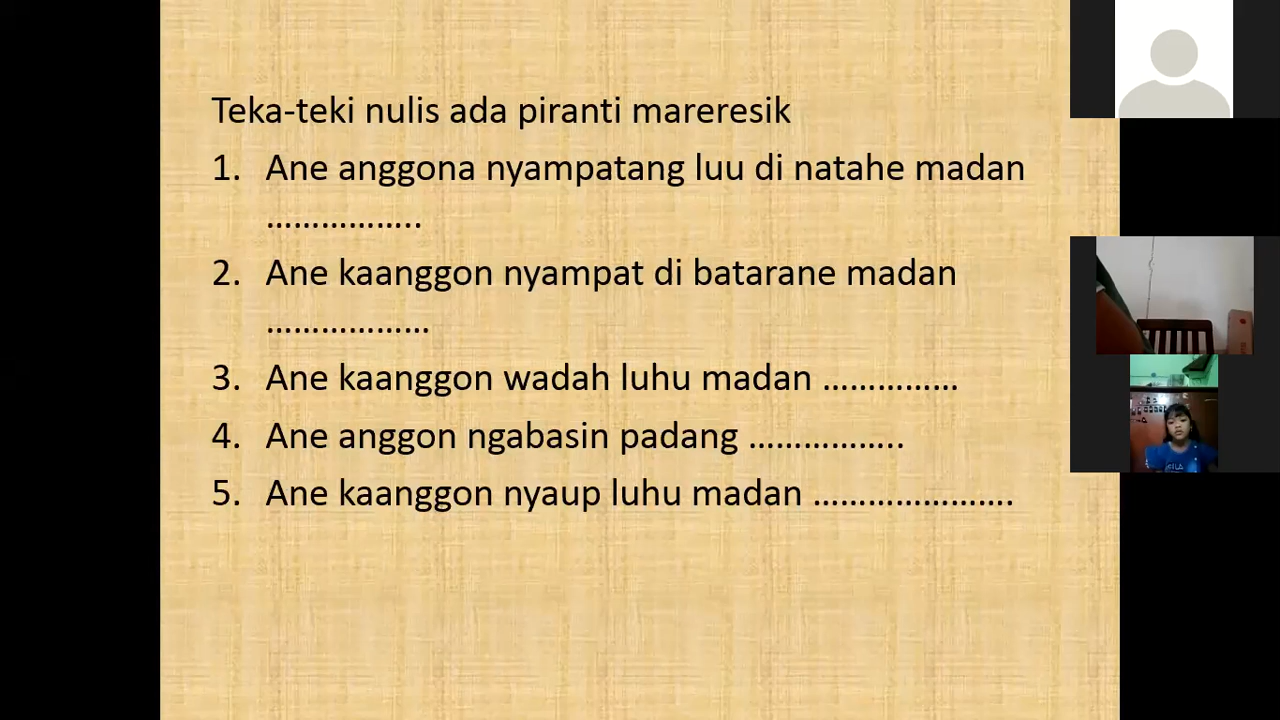 Teka-teki nulis ada piranti mareresik
1. Ane anggona nyampatang luu di natahe madan
……………..
2. Ane kaanggon nyampat di batarane madan
………………
3. Ane kaanggon wadah luhu madan ……………
4. Ane anggon ngabasin padang ……………..
5. Ane kaanggon nyaup luhu madan ………………….